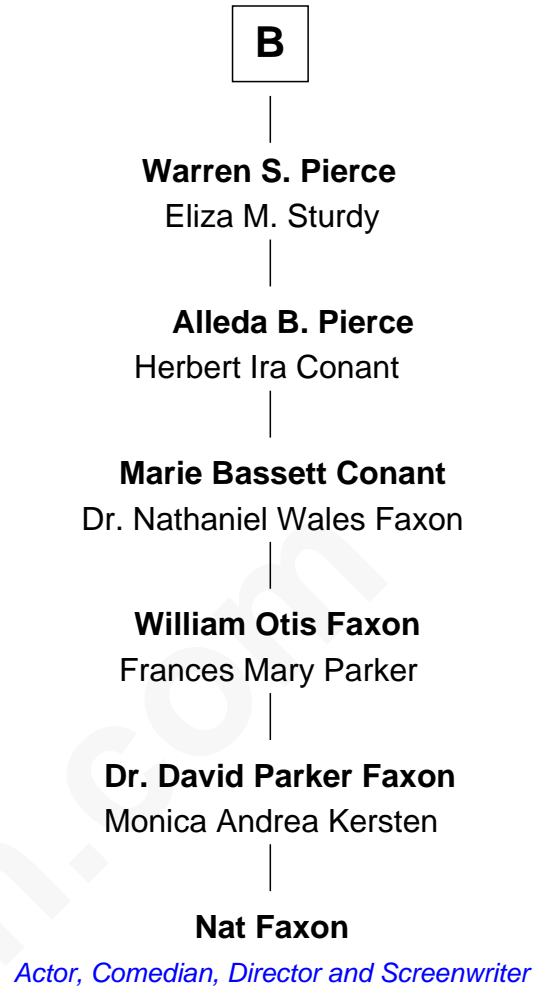 B
Warren S. Pierce
Eliza M. Sturdy
Alleda B. Pierce
Herbert Ira Conant
Marie Bassett Conant
Dr. Nathaniel Wales Faxon
William Otis Faxon
Frances Mary Parker
Dr. David Parker Faxon
Monica Andrea Kersten
Nat Faxon
Actor, Comedian, Director and Screenwriter